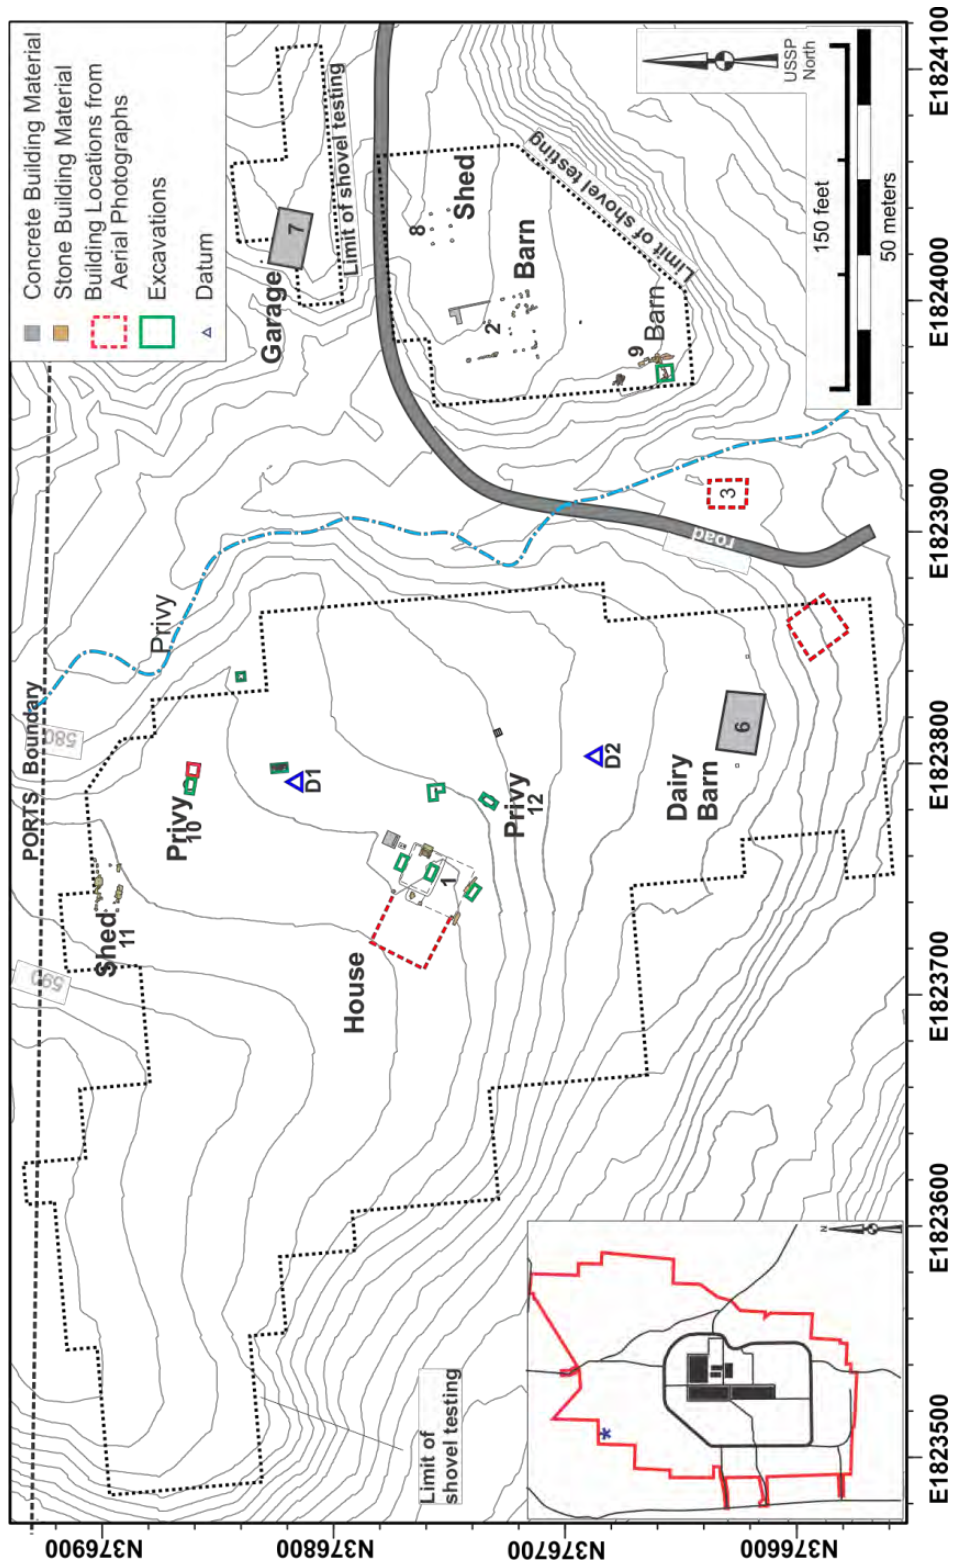 Concrete Building Material
Stone Building Material
Building Locations from
Aerial Photographs
Excavations
Datum
PORTS Boundary
580
590
Privy
Privy
10
Shed
11
D1
House
1
Privy
12
D2
Dairy
Barn
6
Garage
7
Limit of shovel testing
8
Shed
2
Barn
9
Barn
Limit of shovel testing
3
road
Limit of
shovel testing
USSP
North
150 feet
50 meters
N
*
E1823500
E1823600
E1823700
E1823800
E1823900
E1824000
E1824100
N376900
N376800
N376700
N376600